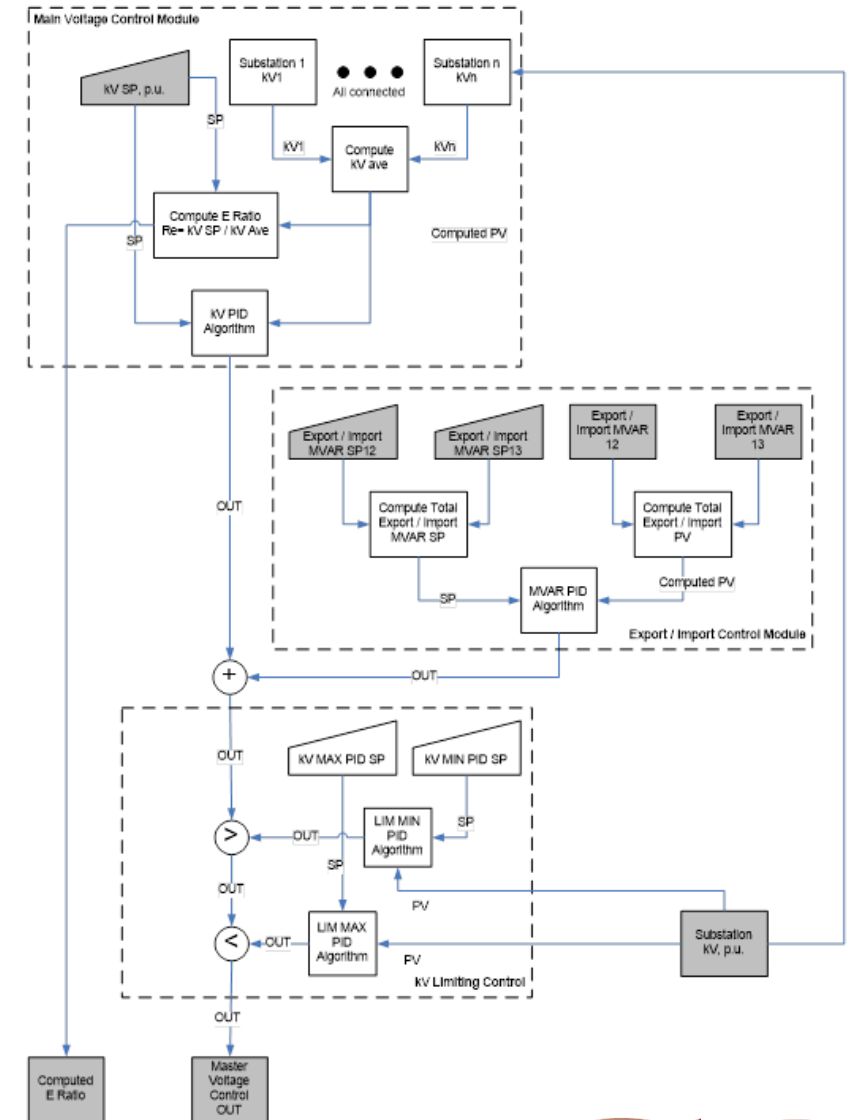 Main Voltage Control Module
kV SP, p.u.
Substation 1
kV1
All connected
Substation n
kVn
SP
kV1
kVn
Compute
kV ave
Compute E Ratio
Re= kV SP / kV Ave
SP
Computed PV
kV PID
Algorithm
Export / Import
MVAR SP12
Export / Import
MVAR SP13
Export /
Import MVAR
12
Export /
Import MVAR
13
OUT
Compute Total
Export / Import
MVAR SP
Compute Total
Export / Import
PV
Computed PV
SP
MVAR PID
Algorithm
Export / Import Control Module
+
OUT
OUT
kV MAX PID SP
kV MIN PID SP
>
OUT
LIM MIN
PID
Algorithm
SP
SP
OUT
PV
<
OUT
LIM MAX
PID
Algorithm
PV
Substation
kV, p.u.
kV Limiting Control
OUT
Computed
E Ratio
Master
Voltage
Control
OUT